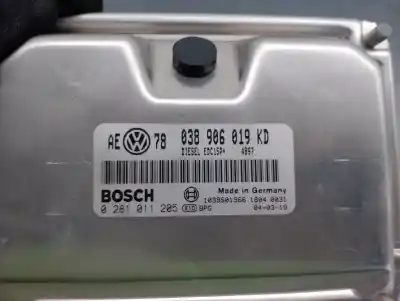 AE 78 038 906 019 KD
DIESEL EDC15P+ 4897
BOSCH
Made in Germany
0 281 011 205 BPS
1039S01966 1804 0031
04-03-19